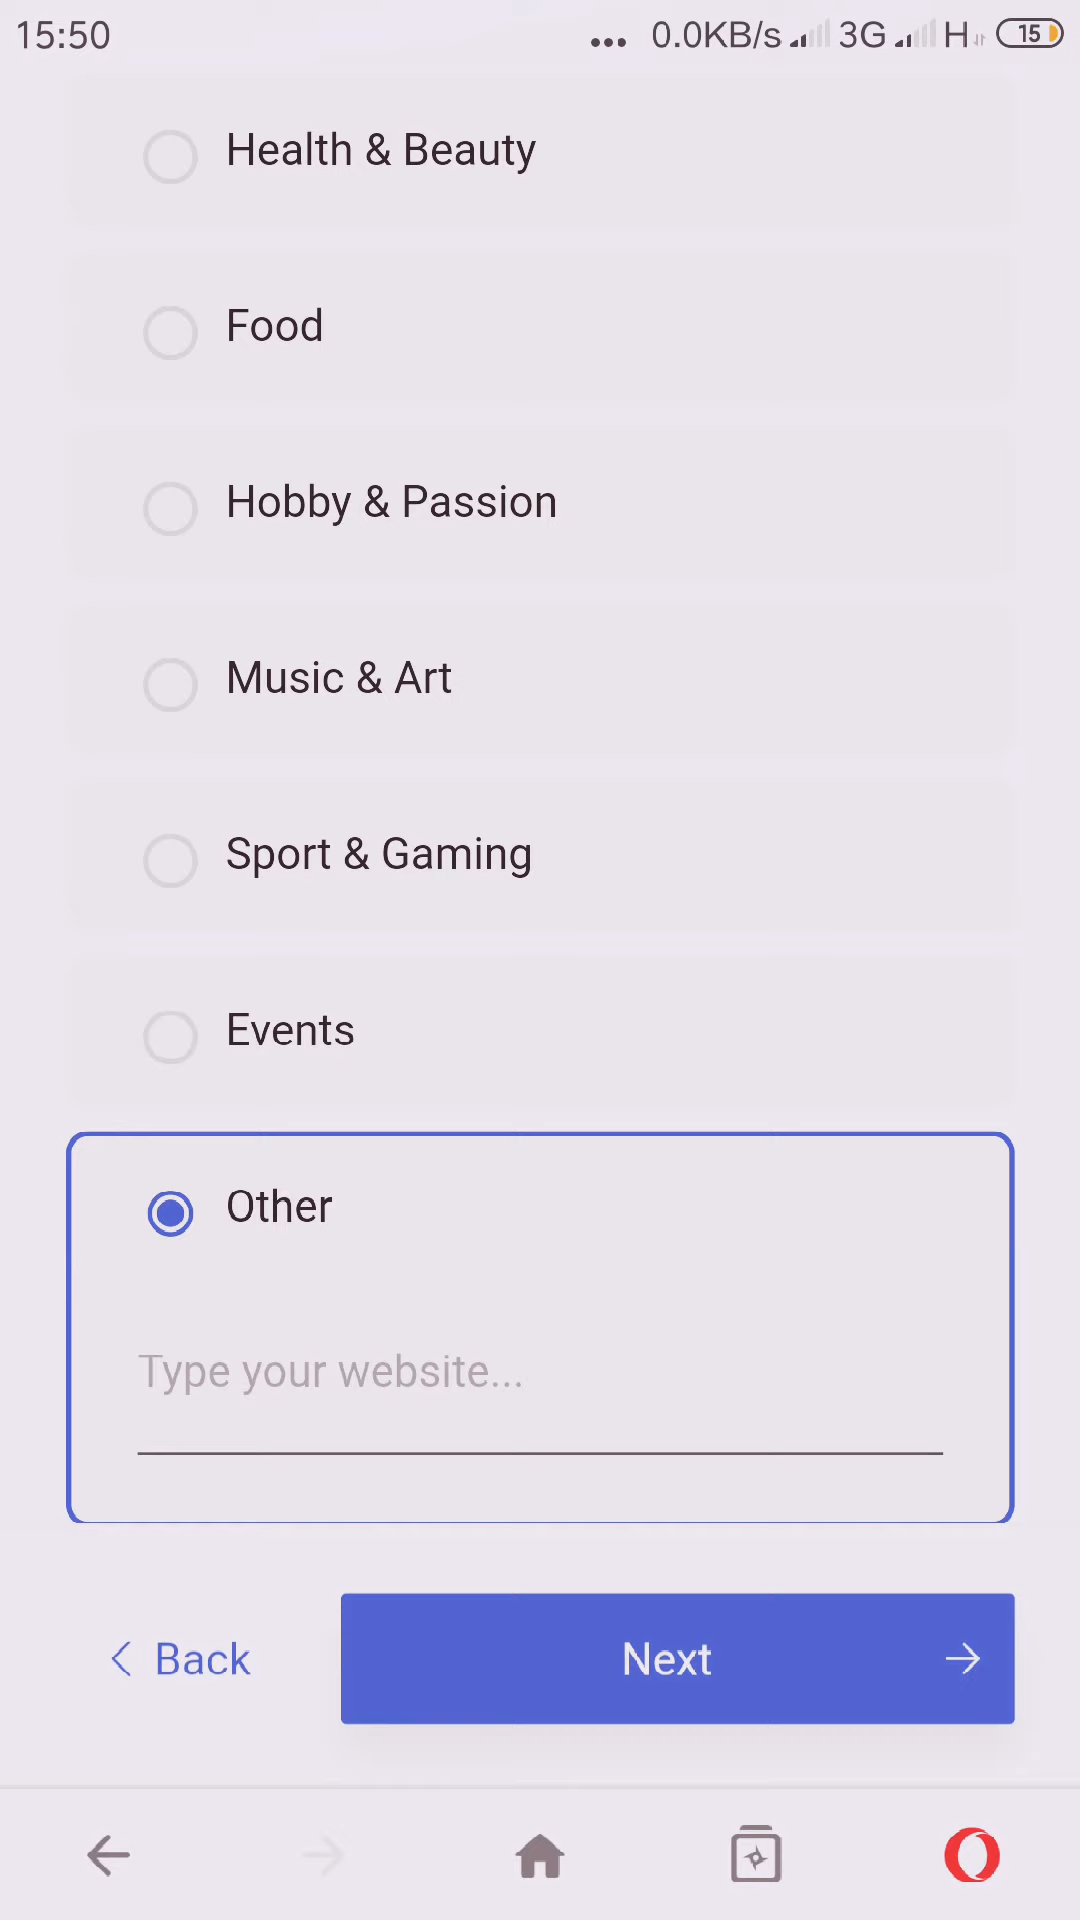 15:50 ... 0.0KB/s 3G H 15
Health & Beauty
Food
Hobby & Passion
Music & Art
Sport & Gaming
Events
Other
Type your website...
Back Next